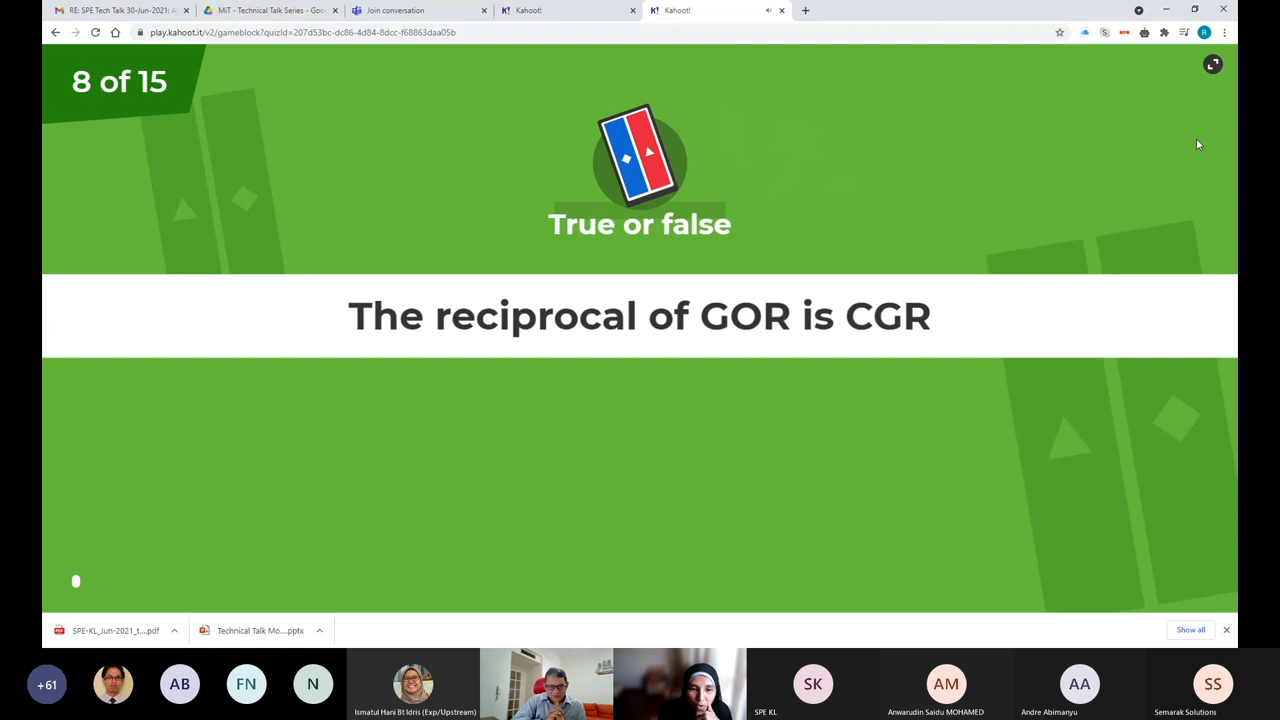 RE: SPE Tech Talk 30-Jun-2021: A
MiT - Technical Talk Series - Goo
Join conversation
K! Kahoot!
K! Kahoot!
play.kahoot.it/v2/gameblock?quizId=207d53bc-dc86-4d84-8dcc-f68863daa05b
R
8 of 15
True or false
The reciprocal of GOR is CGR
SPE-KL_Jun-2021_t....pdf
Technical Talk Mo....pptx
Show all
+61
AB
FN
N
SK
AM
AA
SS
Ismatul Hani Bt Idris (Exp/Upstream)
SPE KL
Anwarudin Saidu MOHAMED
Andre Abimanyu
Semarak Solutions